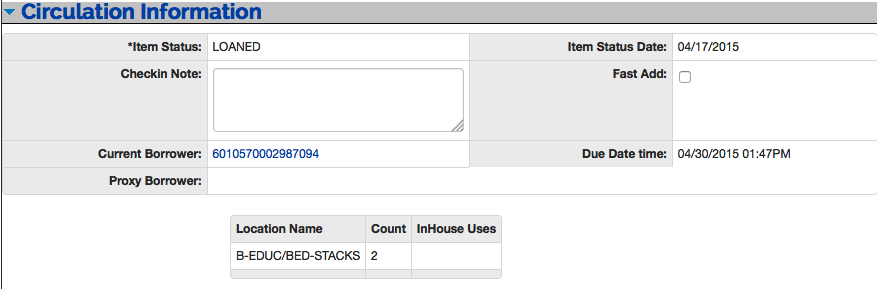 Circulation Information
*Item Status: LOANED Item Status Date: 04/17/2015
Checkin Note: Fast Add:
Current Borrower: 6010570002987094 Due Date time: 04/30/2015 01:47PM
Proxy Borrower:
Location Name Count InHouse Uses
B-EDUC/BED-STACKS 2